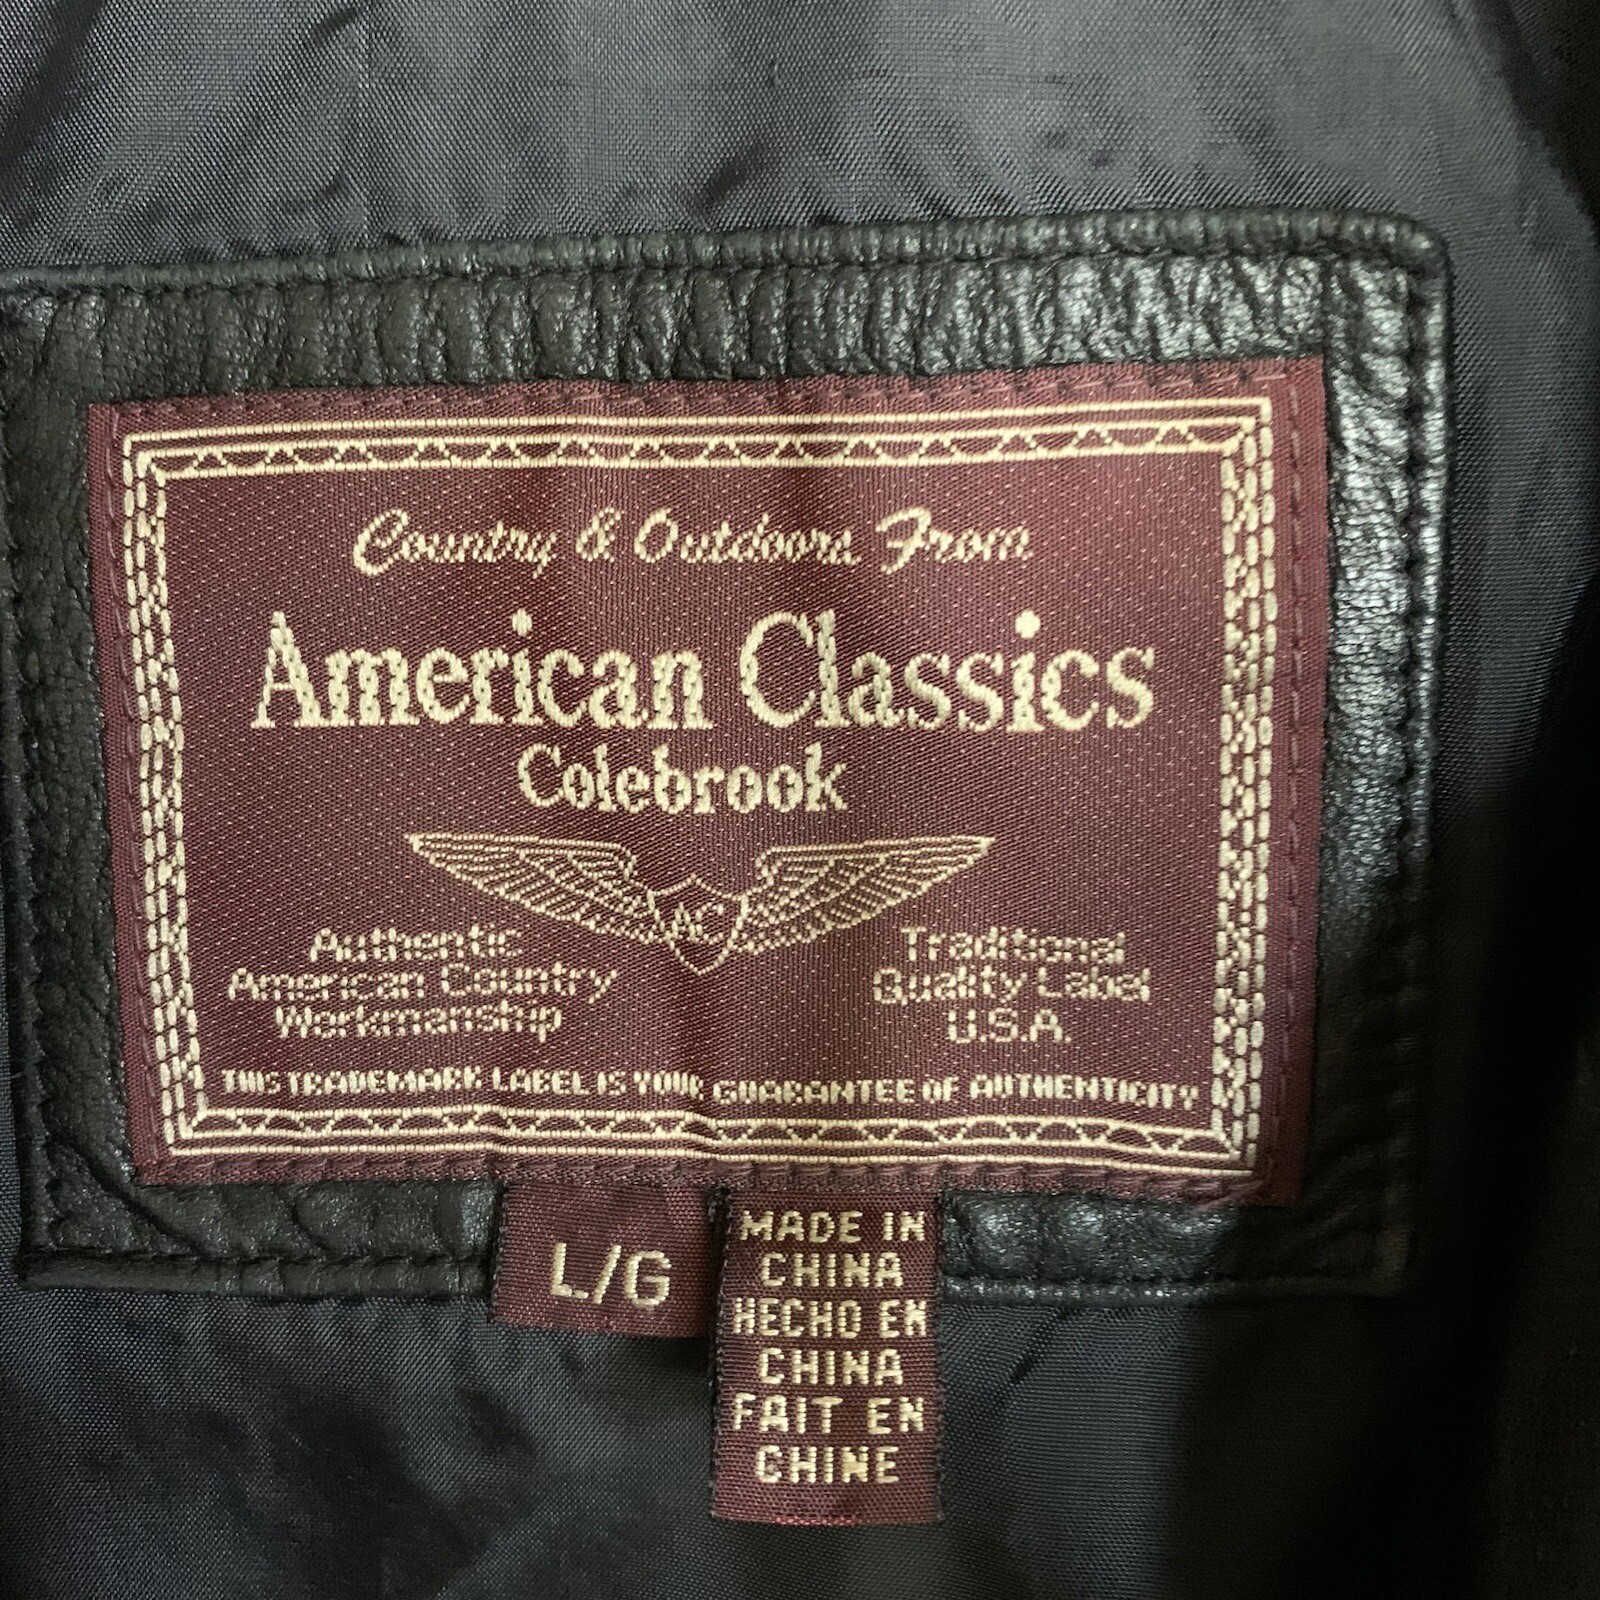 Country & Outdoors From
American Classics
Colebrook
AC
Authentic
American Country
Workmanship
Traditional
Quality Label
U.S.A.
THIS TRADEMARK LABEL IS YOUR GUARANTEE OF AUTHENTICITY
L/G
MADE IN
CHINA
HECHO EN
CHINA
FAIT EN
CHINE